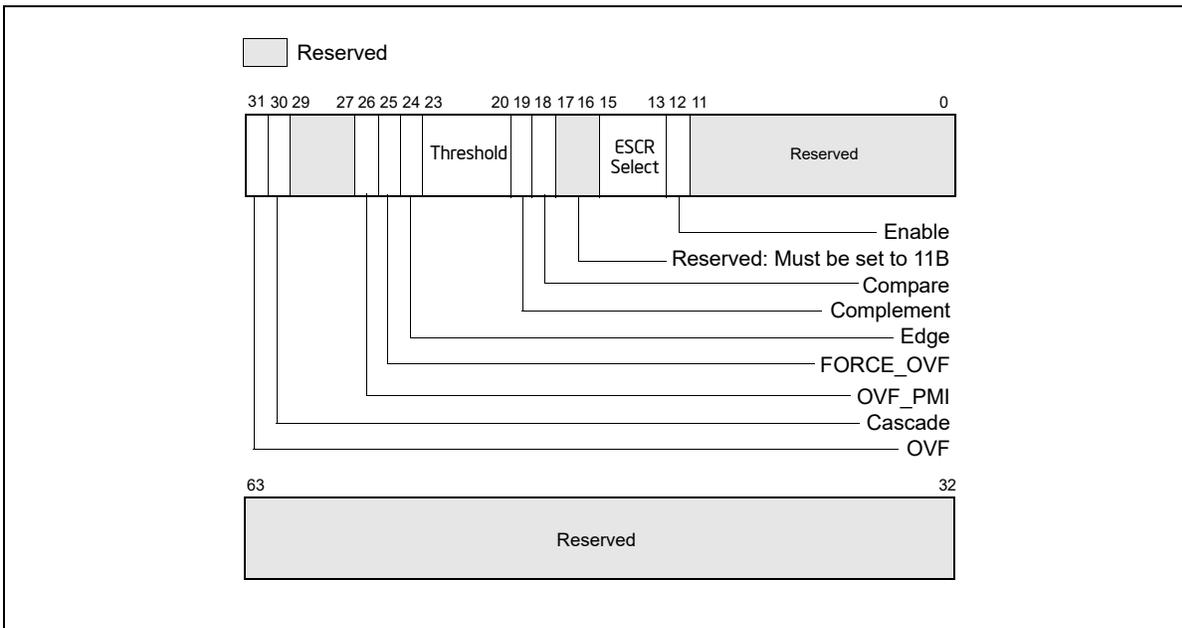 Reserved
31 30 29 27 26 25 24 23 20 19 18 17 16 15 13 12 11 0
Threshold ESCR Select Reserved
Enable
Reserved: Must be set to 11B
Compare
Complement
Edge
FORCE_OVF
OVF_PMI
Cascade
OVF
63 32
Reserved